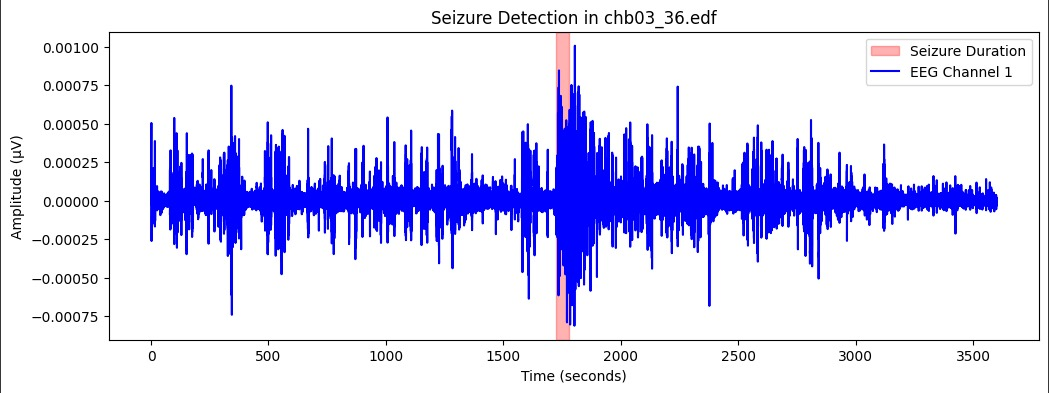 Seizure Detection in chb03_36.edf
Seizure Duration
EEG Channel 1
Amplitude (μV)
0.00100
0.00075
0.00050
0.00025
0.00000
−0.00025
−0.00050
−0.00075
0 500 1000 1500 2000 2500 3000 3500
Time (seconds)